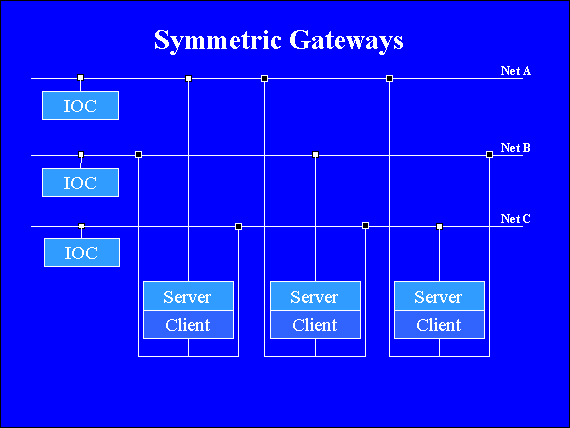 Symmetric Gateways
Net A
IOC
Net B
IOC
Net C
IOC
Server
Client
Server
Client
Server
Client